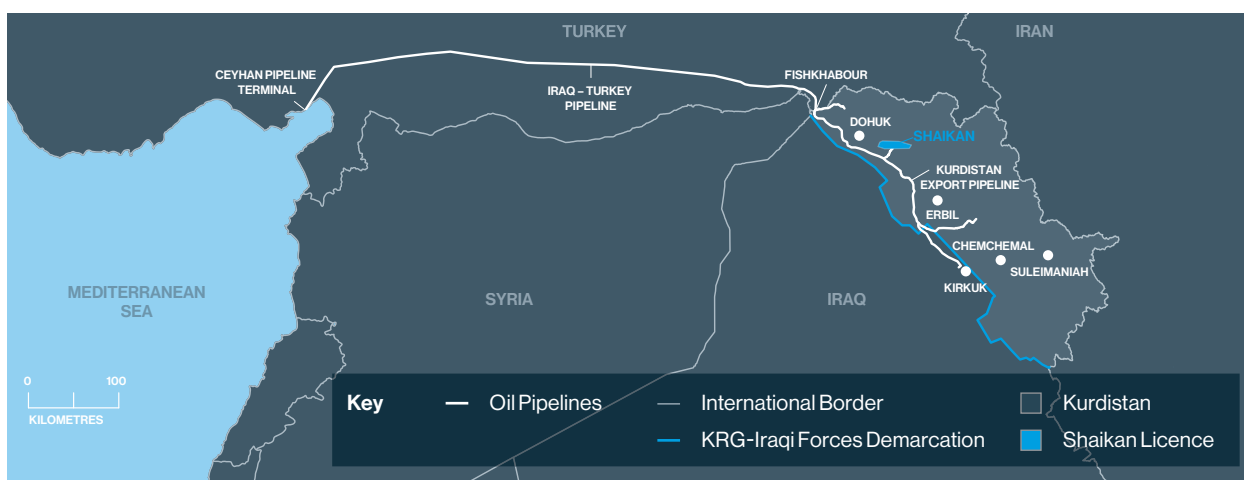 TURKEY
IRAN
CEYHAN PIPELINE
TERMINAL
IRAQ – TURKEY
PIPELINE
FISHKHABOUR
DOHUK
SHAIKAN
KURDISTAN
EXPORT PIPELINE
ERBIL
CHEMCHEMAL
SULEIMANIAH
KIRKUK
MEDITERRANEAN
SEA
SYRIA
IRAQ
0 100
KILOMETRES
Key
Oil Pipelines
International Border
Kurdistan
KRG-Iraqi Forces Demarcation
Shaikan Licence